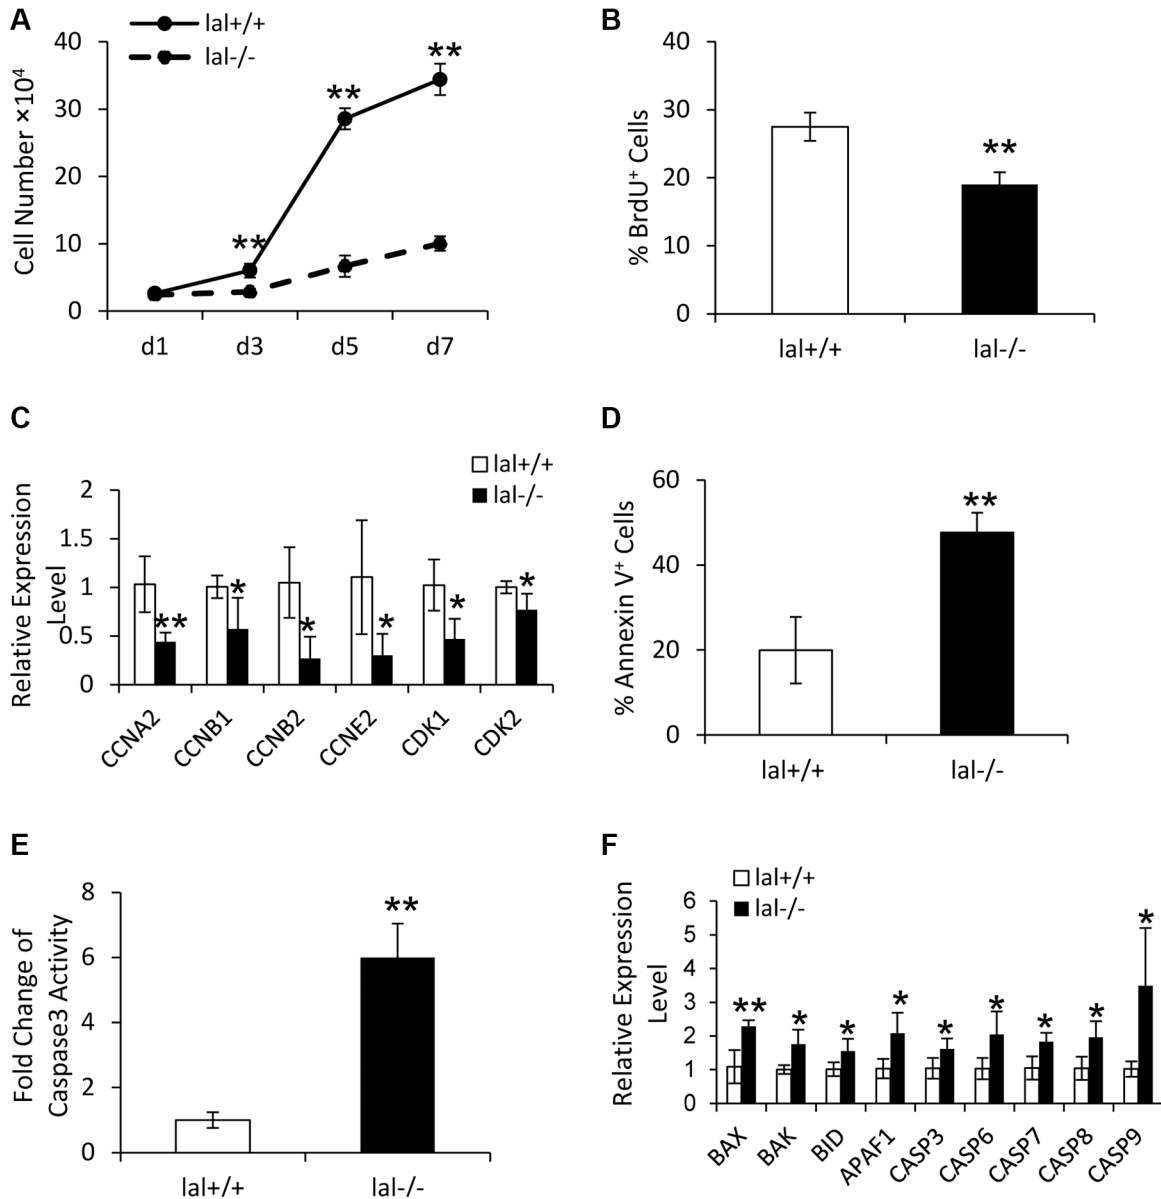 A
lal+/+
lal-/-
Cell Number ×10⁴
40
30
20
10
0
**
**
**
d1 d3 d5 d7
B
% BrdU⁺ Cells
40
30
20
10
0
**
lal+/+ lal-/-
C
lal+/+
lal-/-
Relative Expression
Level
2
1.5
1
0.5
0
** * * * * *
CCNA2 CCNB1 CCNB2 CCNE2 CDK1 CDK2
D
% Annexin V⁺ Cells
60
40
20
0
**
lal+/+ lal-/-
E
Fold Change of
Caspase3 Activity
8
6
4
2
0
**
lal+/+ lal-/-
F
lal+/+
lal-/-
Relative Expression
Level
6
5
4
3
2
1
0
** * * * * * * * *
BAX BAK BID APAF1 CASP3 CASP6 CASP7 CASP8 CASP9